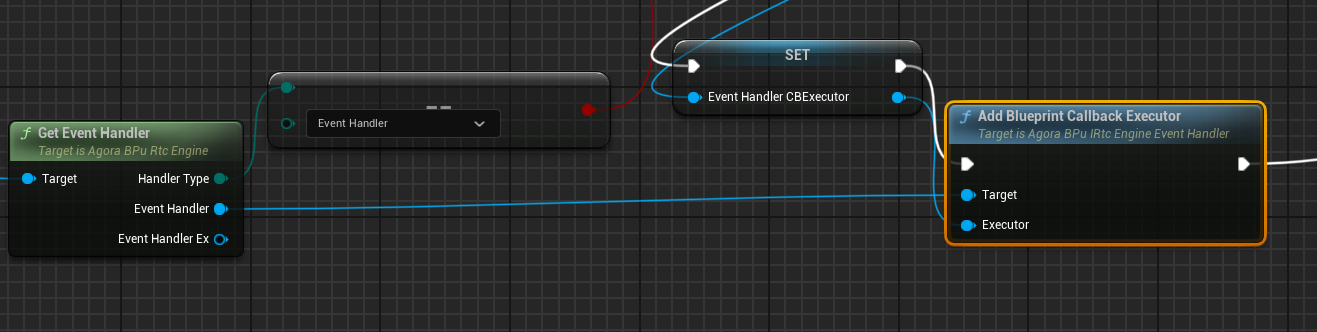 SET
Event Handler CBExecutor
==
Event Handler
f Get Event Handler
Target is Agora BPu Rtc Engine
Target
Handler Type
Event Handler
Event Handler Ex
f Add Blueprint Callback Executor
Target is Agora BPu IRtc Engine Event Handler
Target
Executor